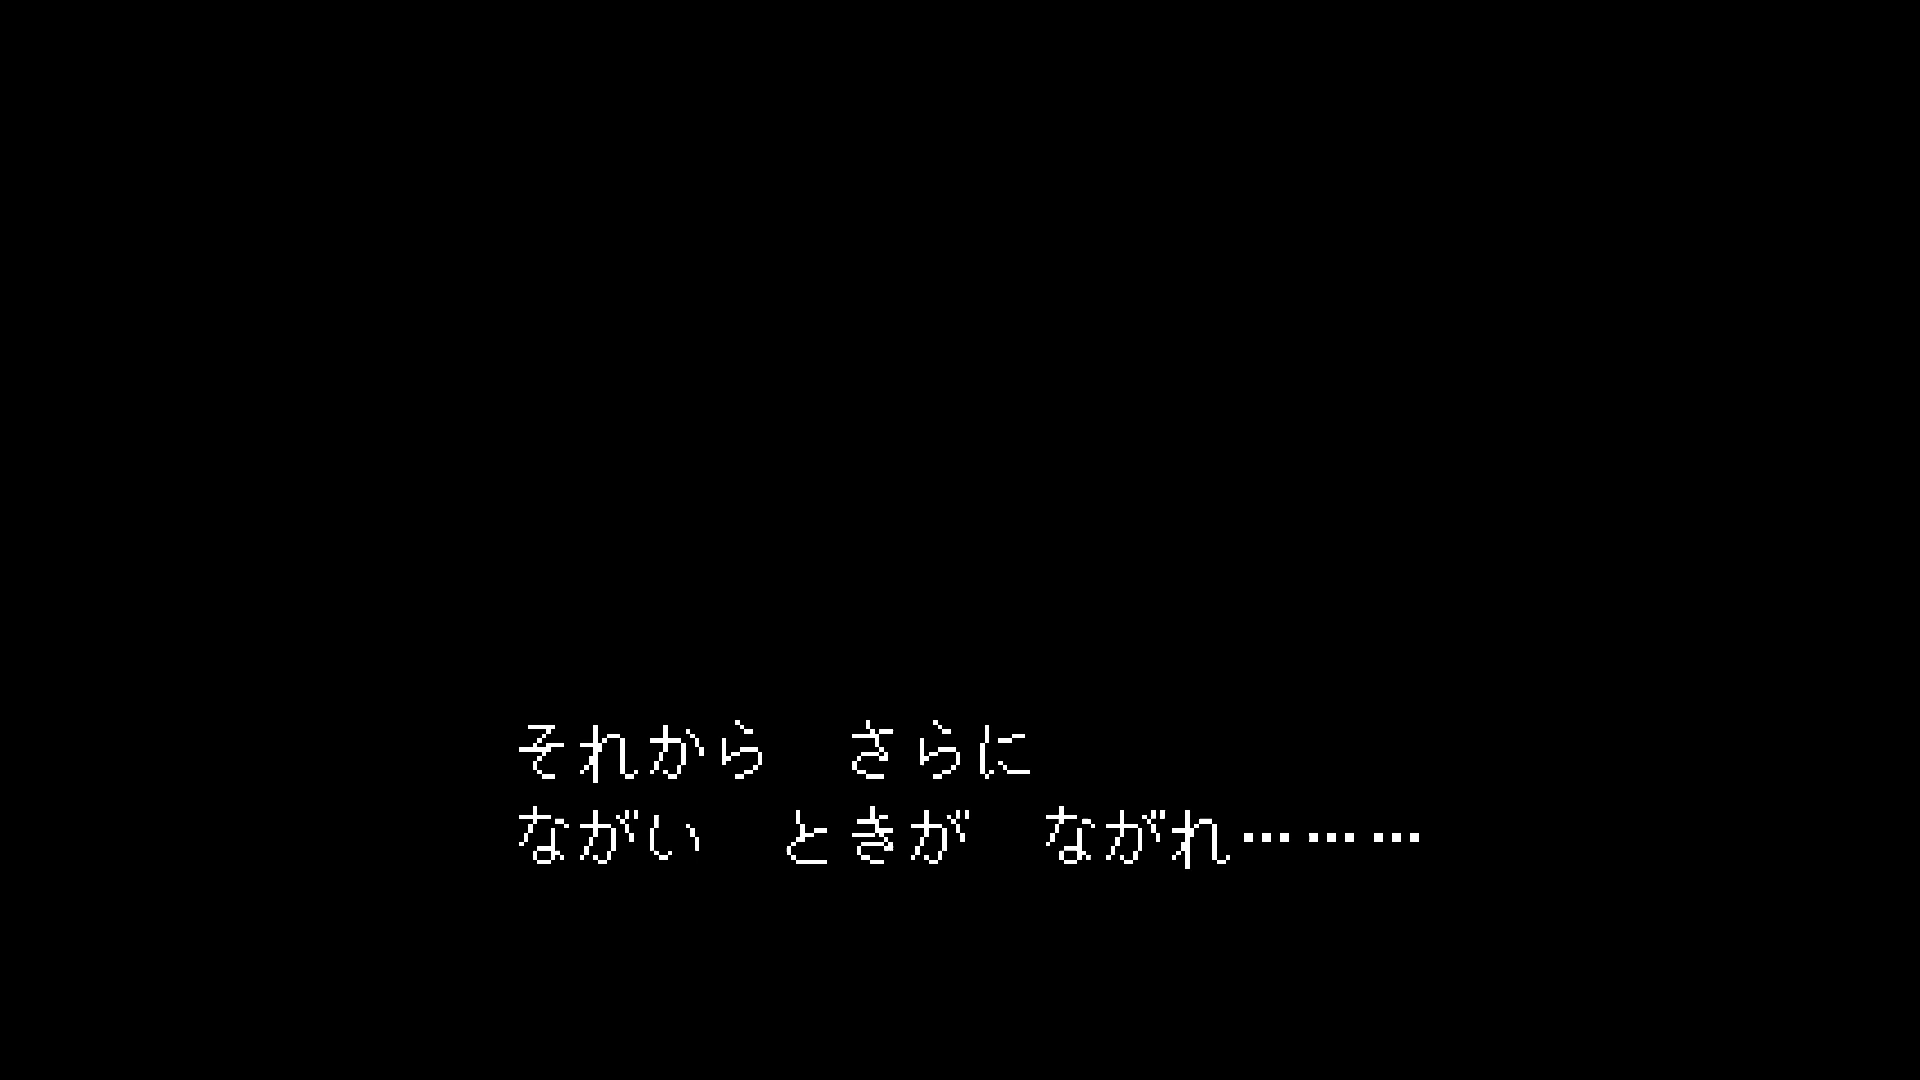 それから　さらに
ながい　ときが　ながれ………